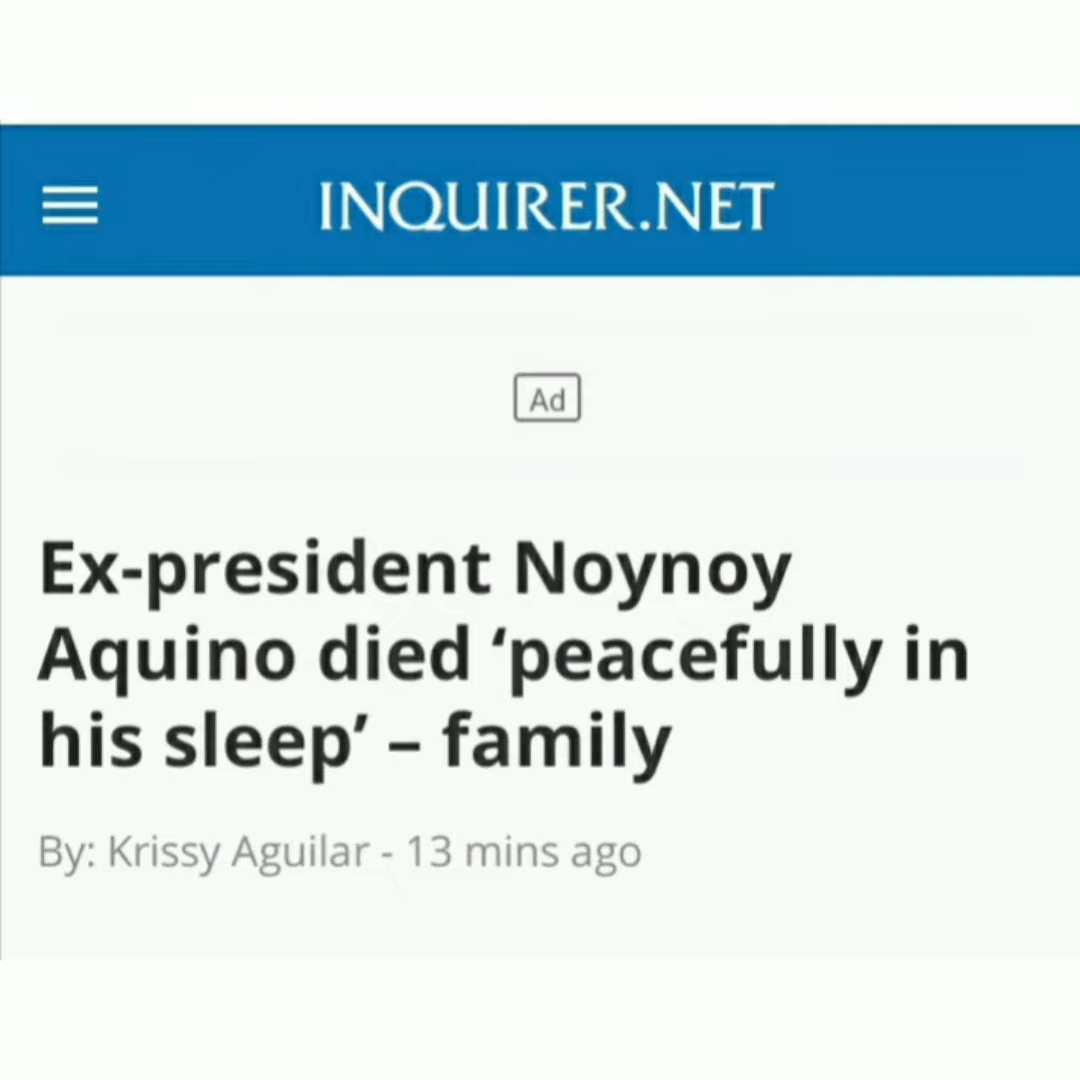 INQUIRER.NET
Ad
Ex-president Noynoy
Aquino died ‘peacefully in
his sleep’ – family
By: Krissy Aguilar - 13 mins ago